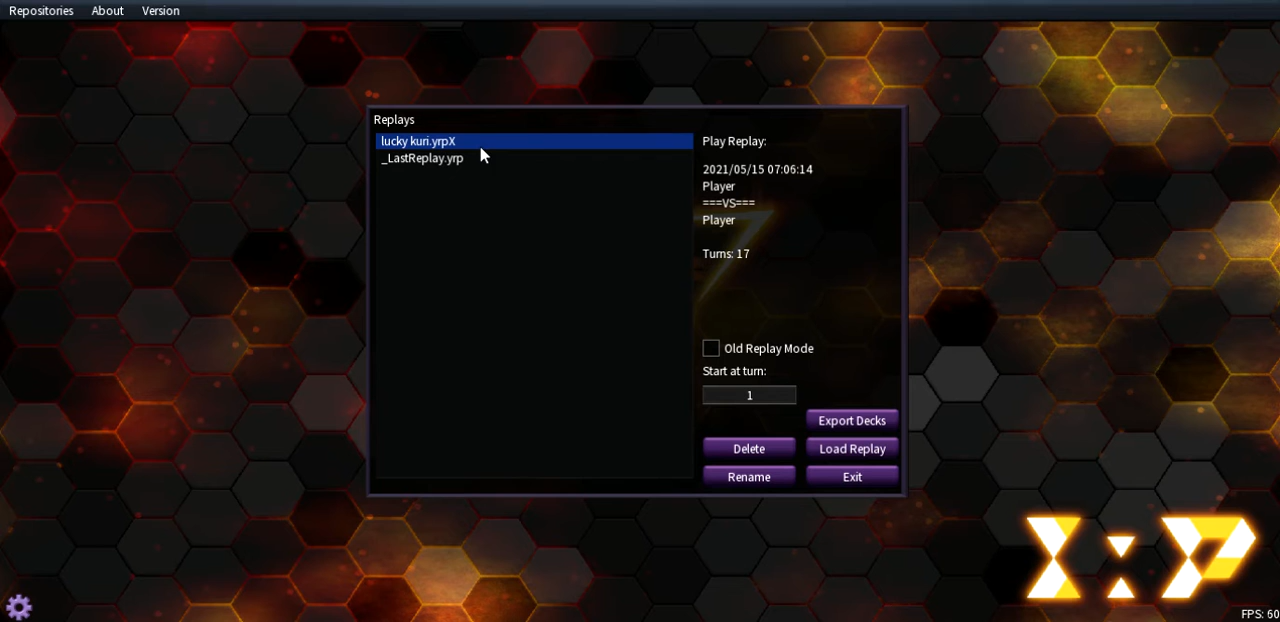 Repositories About Version
Replays
lucky kuri.yrpX
_LastReplay.yrp
Play Replay:
2021/05/15 07:06:14
Player
===VS===
Player
Turns: 17
Old Replay Mode
Start at turn:
1
Export Decks
Delete Load Replay
Rename Exit
X:P
FPS: 60